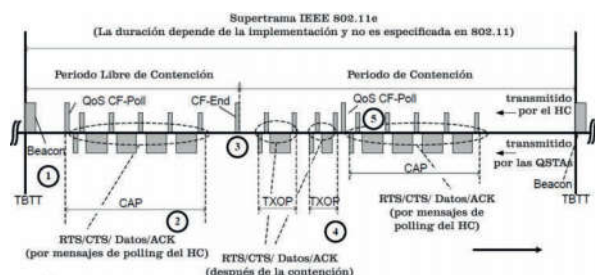 Supertrama IEEE 802.11e
(La duración depende de la implementación y no es especificada en 802.11)
Periodo Libre de Contención
Periodo de Contención
QoS CF-Poll
CF-End
QoS CF-Poll
transmitido
por el HC
5
Beacon
1
3
transmitido
por las QSTAs
Beacon
TBTT
CAP
2
TXOP
TXOP
4
CAP
TBTT
RTS/CTS/ Datos/ACK
(por mensajes de polling del HC)
RTS/CTS/ Datos/ACK
(después de la contención)
RTS/CTS/ Datos/ACK
(por mensajes de
polling del HC)